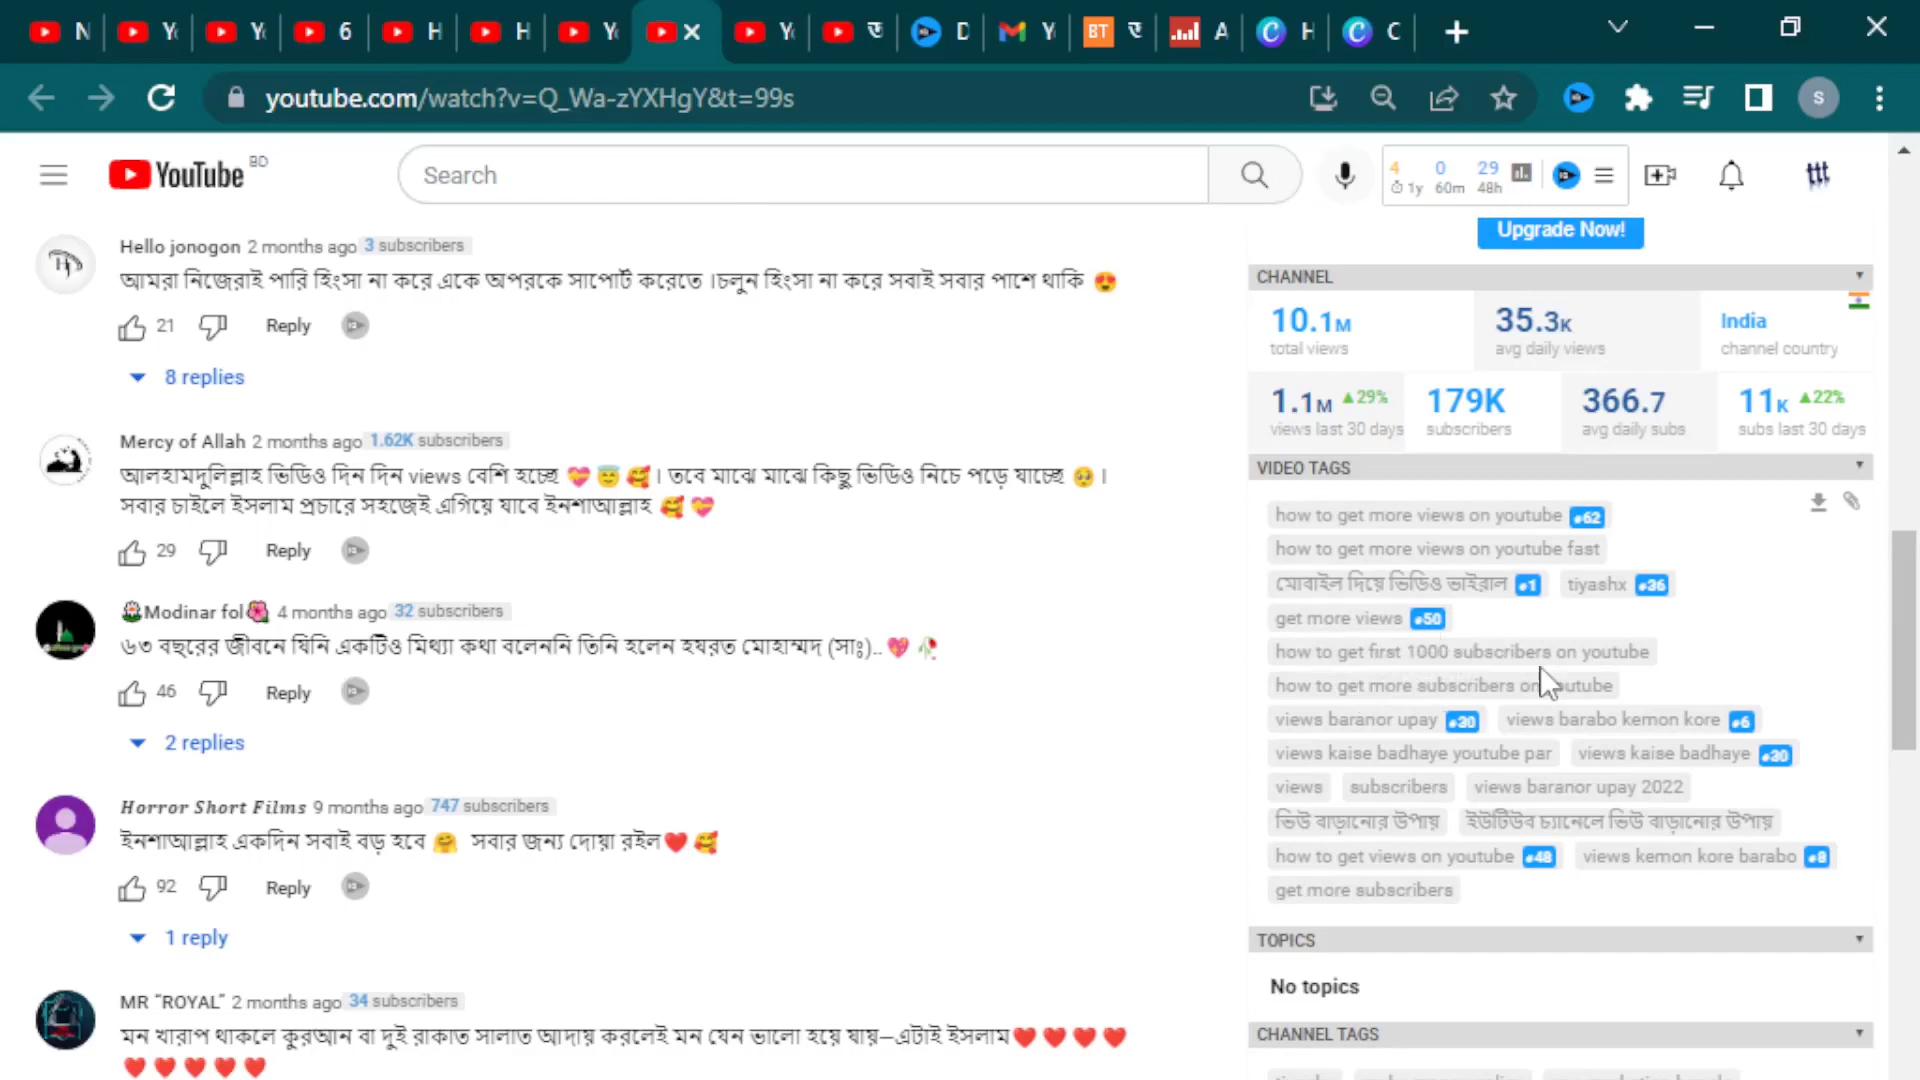 N
Y
Y
6
H
H
Y
Y
D
Y
BT
A
H
C
youtube.com/watch?v=Q_Wa-zYXHgY&t=99s
S
YouTube BD
Search
4 0 29
1y 60m 48h
ttt
Upgrade Now!
Hello jonogon 2 months ago 3 subscribers
আমরা নিজেরাই পারি হিংসা না করে একে অপরকে সাপোর্ট করেতে ।চলুন হিংসা না করে সবাই সবার পাশে থাকি 😍
21 Reply
8 replies
Mercy of Allah 2 months ago 1.62K subscribers
আলহামদুলিল্লাহ ভিডিও দিন দিন views বেশি হচ্ছে 💝 😇 🥰। তবে মাঝে মাঝে কিছু ভিডিও নিচে পড়ে যাচ্ছে 🥺 ।
সবার চাইলে ইসলাম প্রচারে সহজেই এগিয়ে যাবে ইনশাআল্লাহ 🥰 💝
29 Reply
Modinar fol🌺 4 months ago 32 subscribers
৬৩ বছরের জীবনে যিনি একটিও মিথ্যা কথা বলেননি তিনি হলেন হযরত মোহাম্মদ (সাঃ)..💖 🥀
46 Reply
2 replies
Horror Short Films 9 months ago 747 subscribers
ইনশাআল্লাহ একদিন সবাই বড় হবে 🤗 সবার জন্য দোয়া রইল❤️ 🥰
92 Reply
1 reply
MR "ROYAL" 2 months ago 34 subscribers
মন খারাপ থাকলে কুরআন বা দুই রাকাত সালাত আদায় করলেই মন যেন ভালো হয়ে যায়—এটাই ইসলাম❤️ ❤️ ❤️ ❤️
❤️ ❤️ ❤️ ❤️ ❤️
CHANNEL
10.1M 35.3K India
total views avg daily views channel country
1.1M ▲29% 179K 366.7 11K ▲22%
views last 30 days subscribers avg daily subs subs last 30 days
VIDEO TAGS
how to get more views on youtube #62
how to get more views on youtube fast
মোবাইল দিয়ে ভিডিও ভাইরাল #1 tiyashx #36
get more views #50
how to get first 1000 subscribers on youtube
how to get more subscribers on youtube
views baranor upay #30 views barabo kemon kore #6
views kaise badhaye youtube par views kaise badhaye #30
views subscribers views baranor upay 2022
ভিউ বাড়ানোর উপায় ইউটিউব চ্যানেলে ভিউ বাড়ানোর উপায়
how to get views on youtube #48 views kemon kore barabo #8
get more subscribers
TOPICS
No topics
CHANNEL TAGS